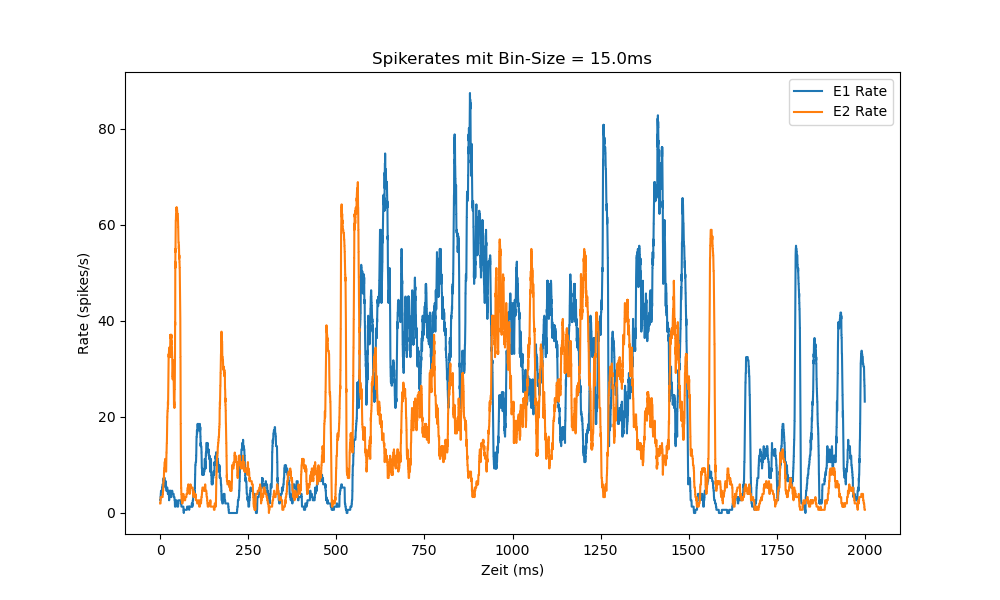 Spikerates mit Bin-Size = 15.0ms
E1 Rate
E2 Rate
Rate (spikes/s)
80
60
40
20
0
0 250 500 750 1000 1250 1500 1750 2000
Zeit (ms)